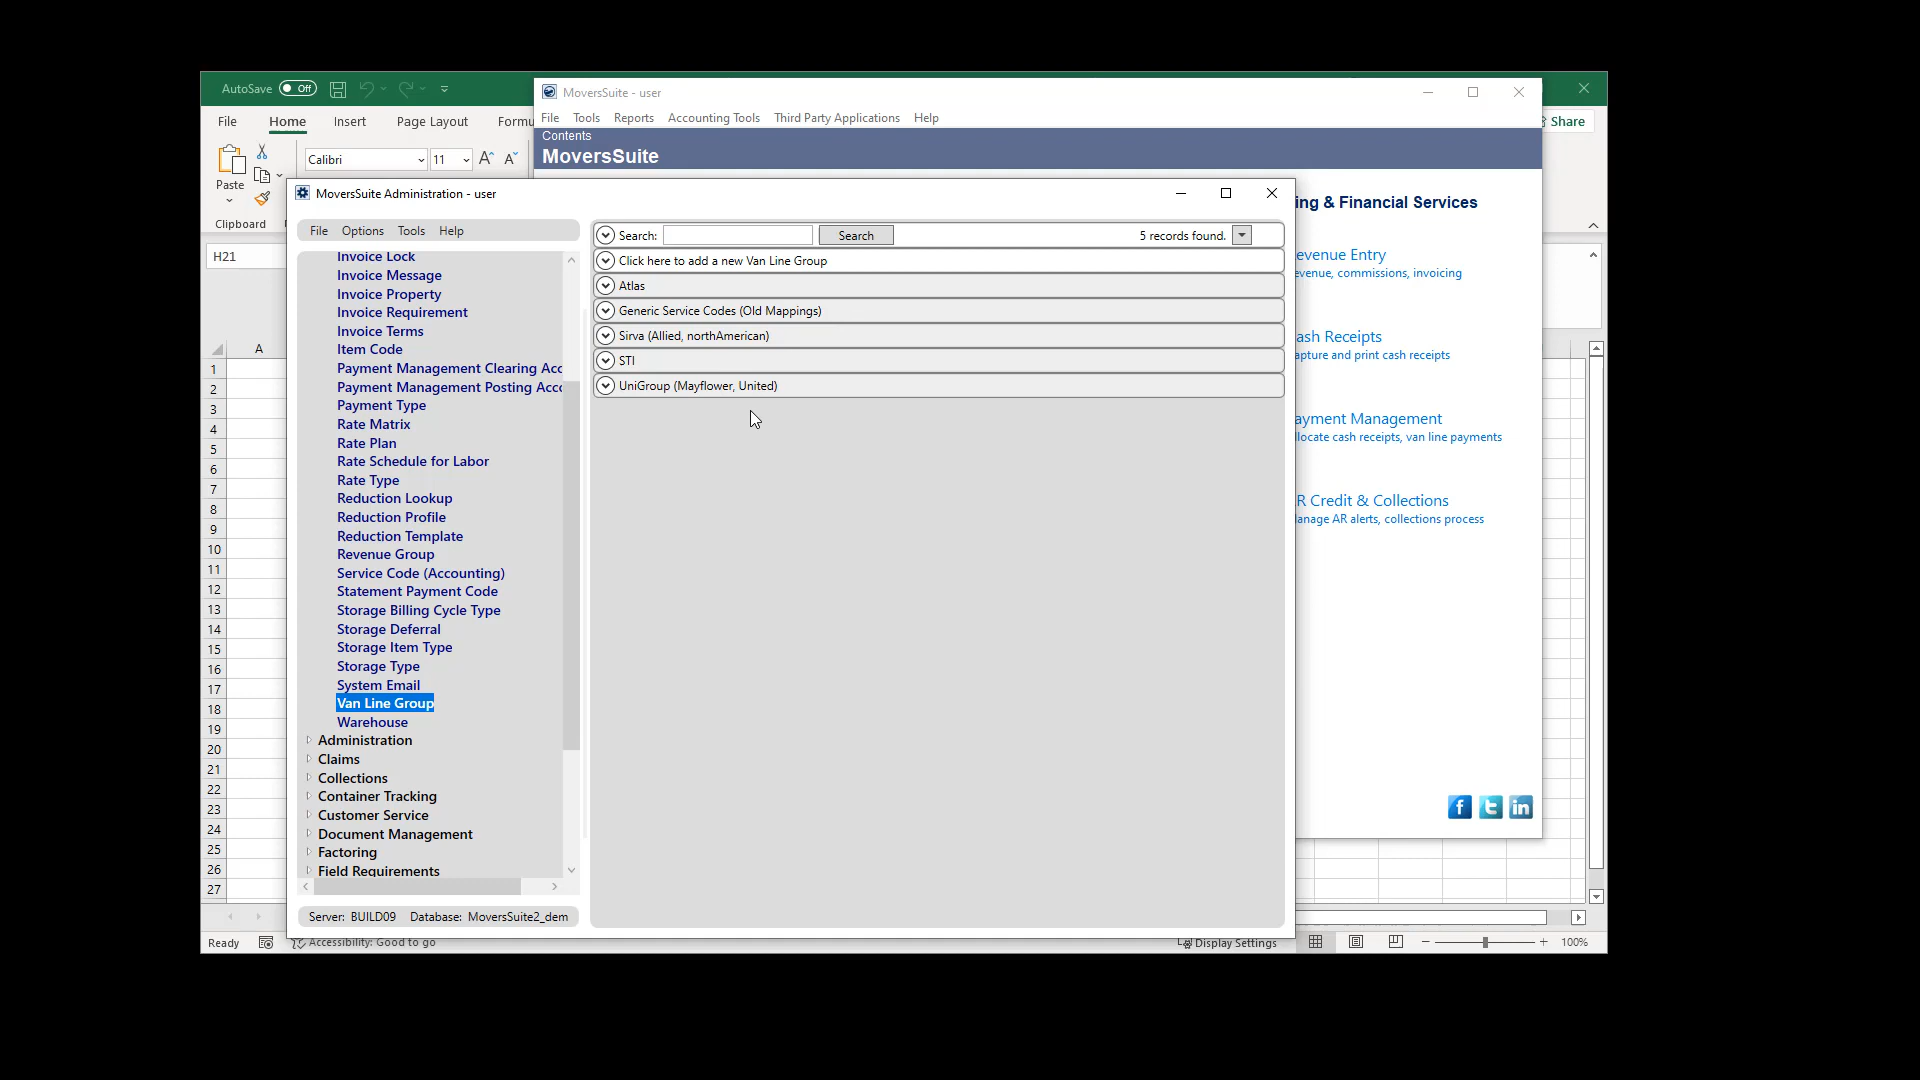 AutoSave Off
File Home Insert Page Layout Formu
Share
Calibri 11
Paste
Clipboard
H21
A
1
2
3
4
5
6
7
8
9
10
11
12
13
14
15
16
17
18
19
20
21
22
23
24
25
26
27
Ready
Accessibility: Good to go
Display Settings
100%
MoversSuite - user
File Tools Reports Accounting Tools Third Party Applications Help
Contents
MoversSuite
ing & Financial Services
evenue Entry
evenue, commissions, invoicing
ash Receipts
apture and print cash receipts
ayment Management
llocate cash receipts, van line payments
R Credit & Collections
lanage AR alerts, collections process
MoversSuite Administration - user
File Options Tools Help
Invoice Lock
Invoice Message
Invoice Property
Invoice Requirement
Invoice Terms
Item Code
Payment Management Clearing Acc
Payment Management Posting Acco
Payment Type
Rate Matrix
Rate Plan
Rate Schedule for Labor
Rate Type
Reduction Lookup
Reduction Profile
Reduction Template
Revenue Group
Service Code (Accounting)
Statement Payment Code
Storage Billing Cycle Type
Storage Deferral
Storage Item Type
Storage Type
System Email
Van Line Group
Warehouse
Administration
Claims
Collections
Container Tracking
Customer Service
Document Management
Factoring
Field Requirements
Server: BUILD09 Database: MoversSuite2_dem
Search: Search 5 records found.
Click here to add a new Van Line Group
Atlas
Generic Service Codes (Old Mappings)
Sirva (Allied, northAmerican)
STI
UniGroup (Mayflower, United)